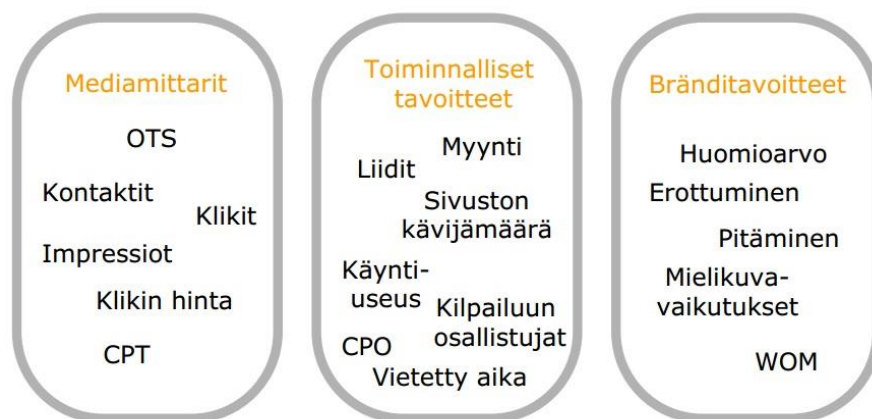 Mediamittarit
OTS
Kontaktit
Klikit
Impressiot
Klikin hinta
CPT
Toiminnalliset
tavoitteet
Myynti
Liidit
Sivuston
kävijämäärä
Käynti-
useus
Kilpailuun
osallistujat
CPO
Vietetty aika
Bränditavoitteet
Huomioarvo
Erottuminen
Pitäminen
Mielikuva-
vaikutukset
WOM